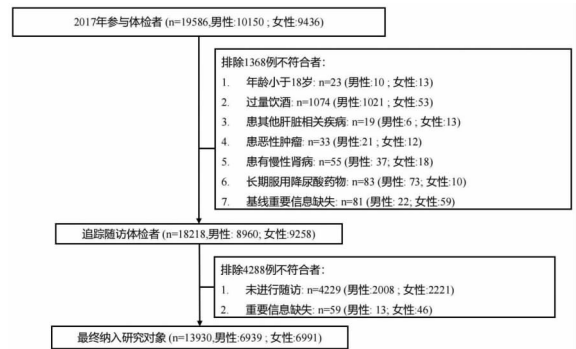 2017年参与体检者 (n=19586,男性:10150 ; 女性:9436)
排除1368例不符合者：
1. 年龄小于18岁: n=23 (男性:10 ; 女性:13)
2. 过量饮酒: n=1074 (男性:1021 ; 女性:53)
3. 患其他肝脏相关疾病: n=19 (男性:6 ; 女性:13)
4. 患恶性肿瘤: n=33 (男性:21 ; 女性:12)
5. 患有慢性肾病: n=55 (男性: 37; 女性:18)
6. 长期服用降尿酸药物: n=83 (男性: 73; 女性:10)
7. 基线重要信息缺失: n=81 (男性: 22; 女性:59)
追踪随访体检者 (n=18218,男性: 8960; 女性:9258)
排除4288例不符合者：
1. 未进行随访: n=4229 (男性:2008 ; 女性:2221)
2. 重要信息缺失: n=59 (男性: 13; 女性:46)
最终纳入研究对象 (n=13930,男性:6939 ; 女性:6991)